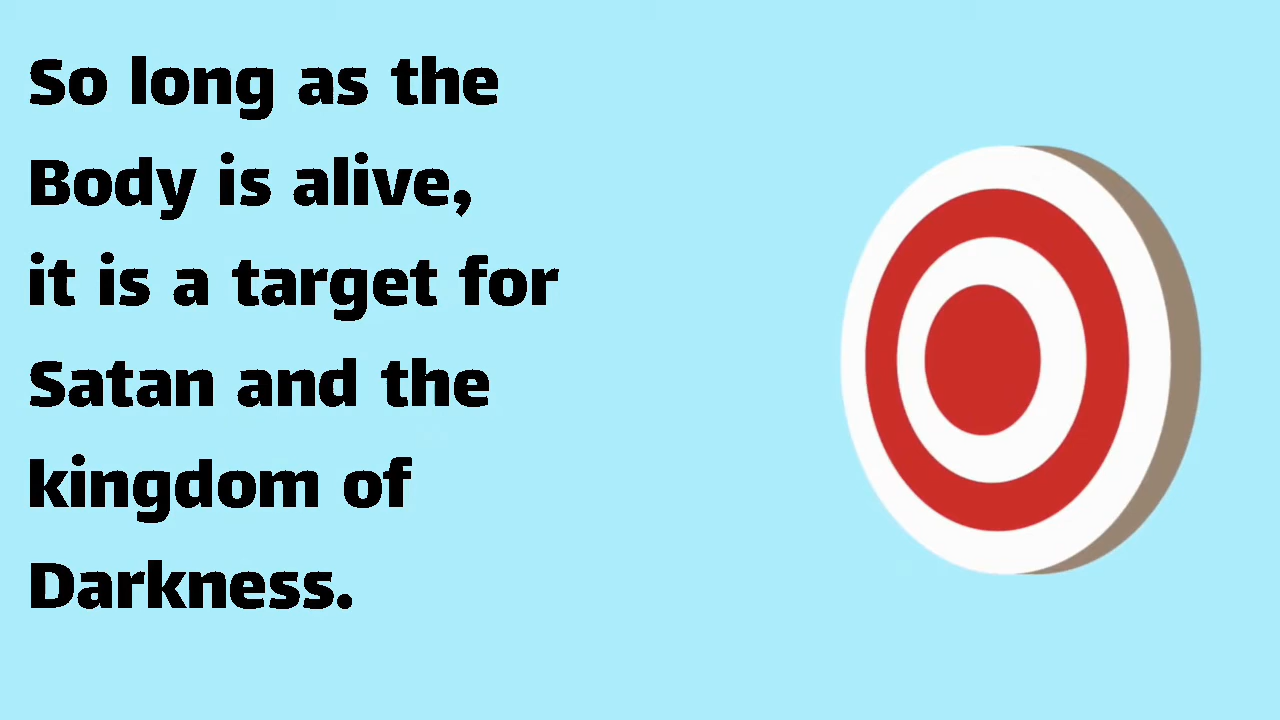 So long as the
Body is alive,
it is a target for
Satan and the
kingdom of
Darkness.